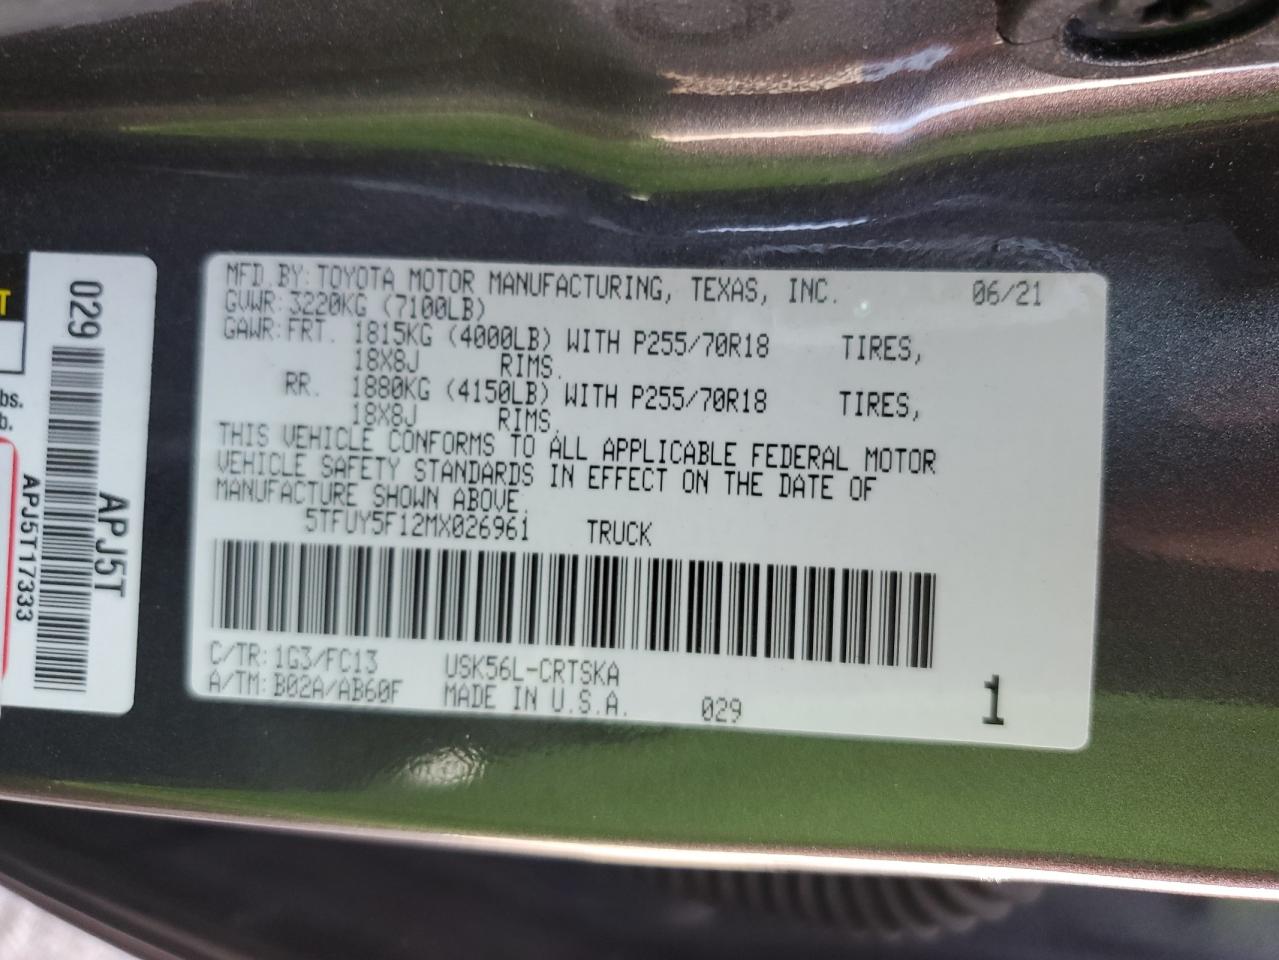 MFD.BY:TOYOTA MOTOR MANUFACTURING, TEXAS, INC. 06/21
GVWR:3220KG (7100LB)
GAWR:FRT. 1815KG (4000LB) WITH P255/70R18 TIRES,
18X8J RIMS.
RR. 1880KG (4150LB) WITH P255/70R18 TIRES,
18X8J RIMS.
THIS VEHICLE CONFORMS TO ALL APPLICABLE FEDERAL MOTOR
VEHICLE SAFETY STANDARDS IN EFFECT ON THE DATE OF
MANUFACTURE SHOWN ABOVE.
5TFUY5F12MX026961 TRUCK
C/TR:1G3/FC13 USK56L-CRTSKA
A/TM:B02A/AB60F MADE IN U.S.A. 029 1
029
APJ5T
APJ5T17333
T
bs.
b.